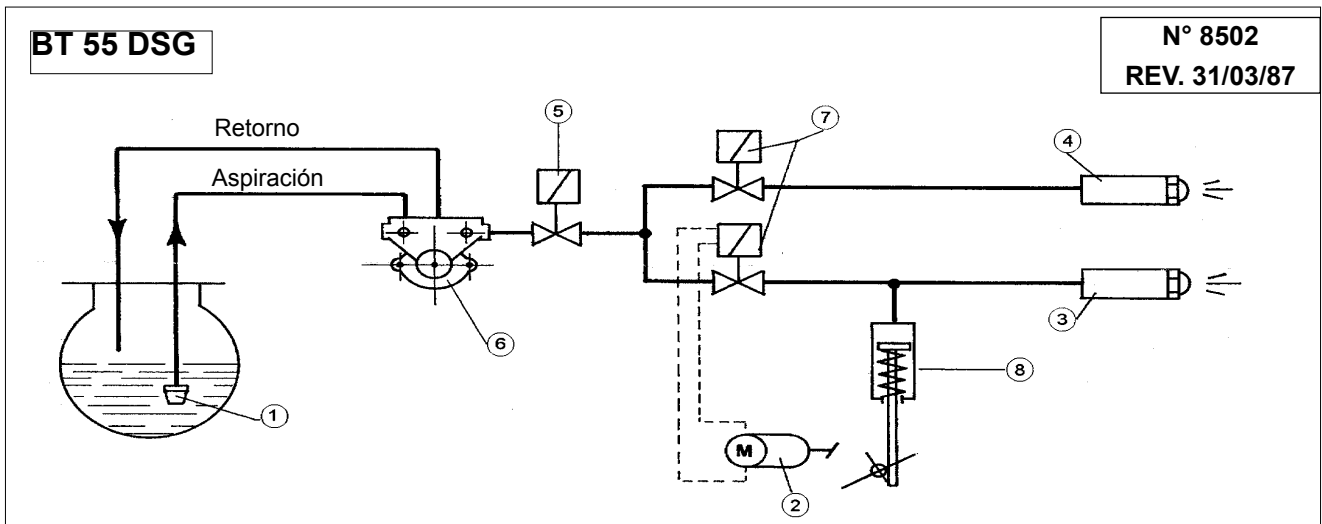 BT 55 DSG
N° 8502
REV. 31/03/87
Retorno
Aspiración
5
7
4
3
6
8
1
M
2